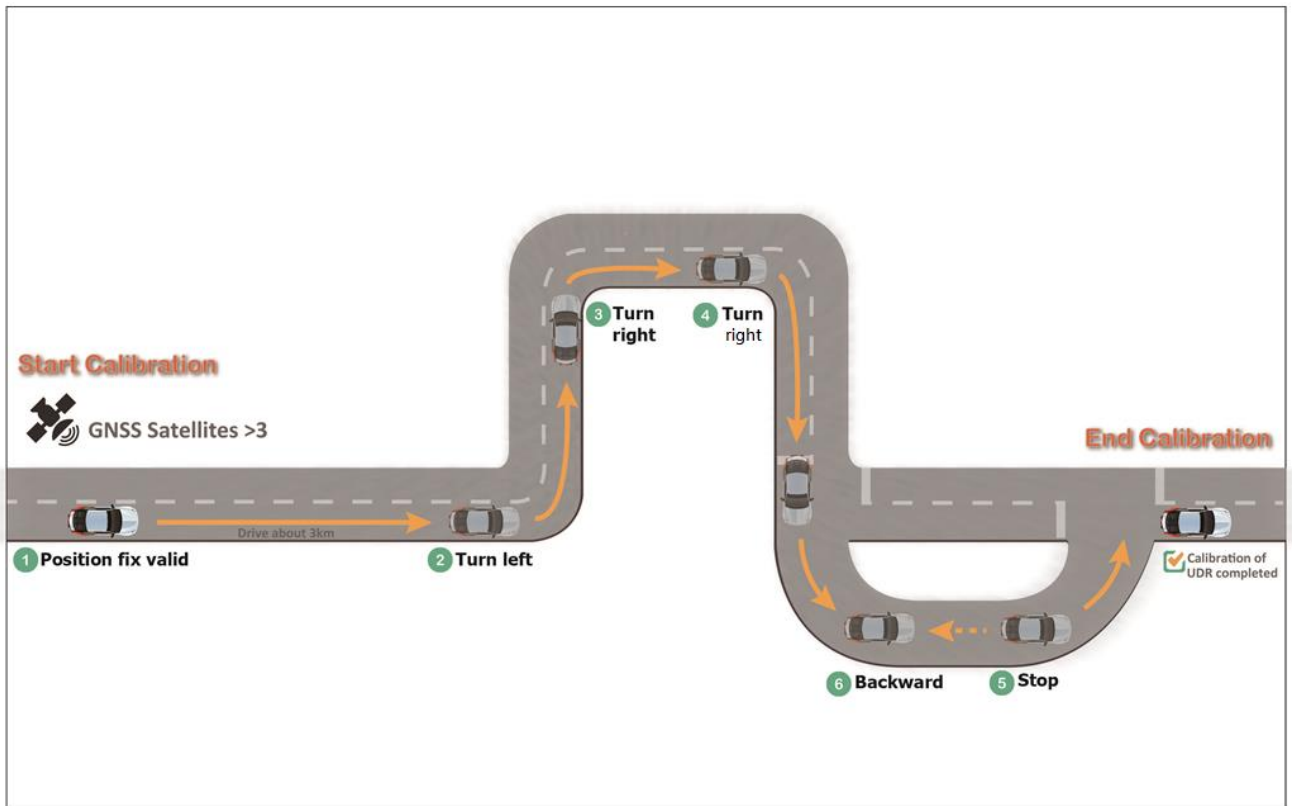 3 Turn
right
4 Turn
right
Start Calibration
GNSS Satellites >3
End Calibration
Drive about 3km
1 Position fix valid
2 Turn left
Calibration of
UDR completed
6 Backward
5 Stop